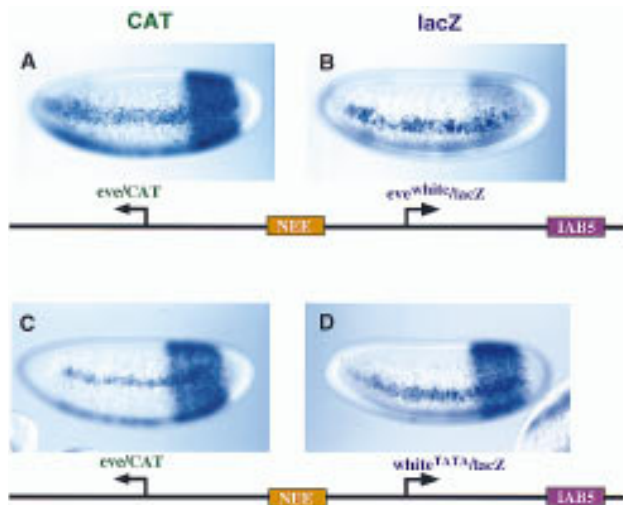 CAT lacZ
A B
eve/CAT eve^white/lacZ
NEE IAB5
C D
eve/CAT white^TATA/lacZ
NEE IAB5